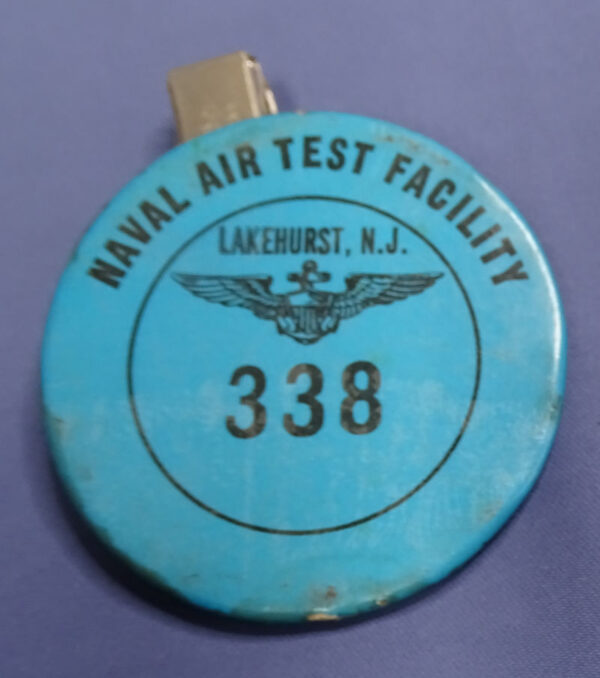 NAVAL AIR TEST FACILITY
LAKEHURST, N.J.
338